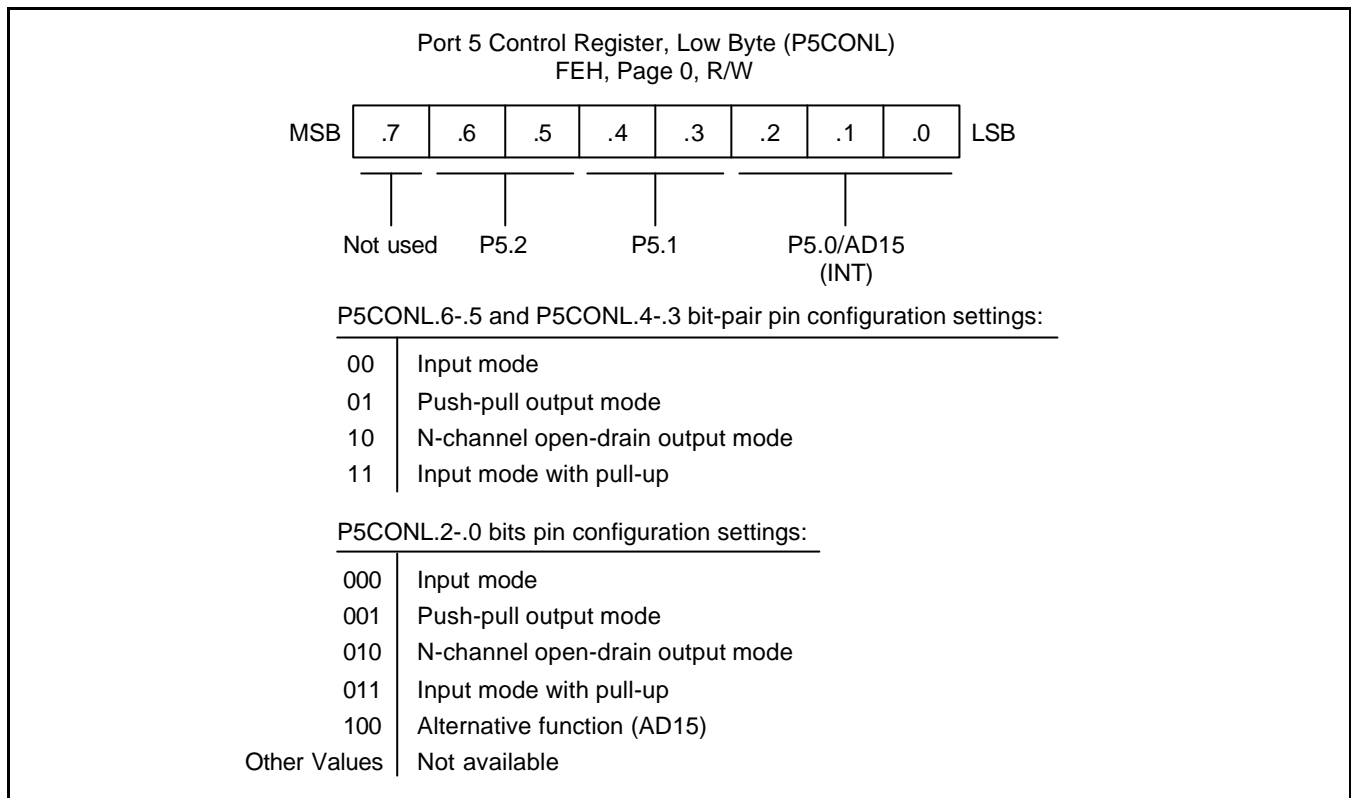 Port 5 Control Register, Low Byte (P5CONL)
FEH, Page 0, R/W
MSB .7 .6 .5 .4 .3 .2 .1 .0 LSB
Not used P5.2 P5.1 P5.0/AD15
(INT)
P5CONL.6-.5 and P5CONL.4-.3 bit-pair pin configuration settings:
00 Input mode
01 Push-pull output mode
10 N-channel open-drain output mode
11 Input mode with pull-up
P5CONL.2-.0 bits pin configuration settings:
000 Input mode
001 Push-pull output mode
010 N-channel open-drain output mode
011 Input mode with pull-up
100 Alternative function (AD15)
Other Values Not available